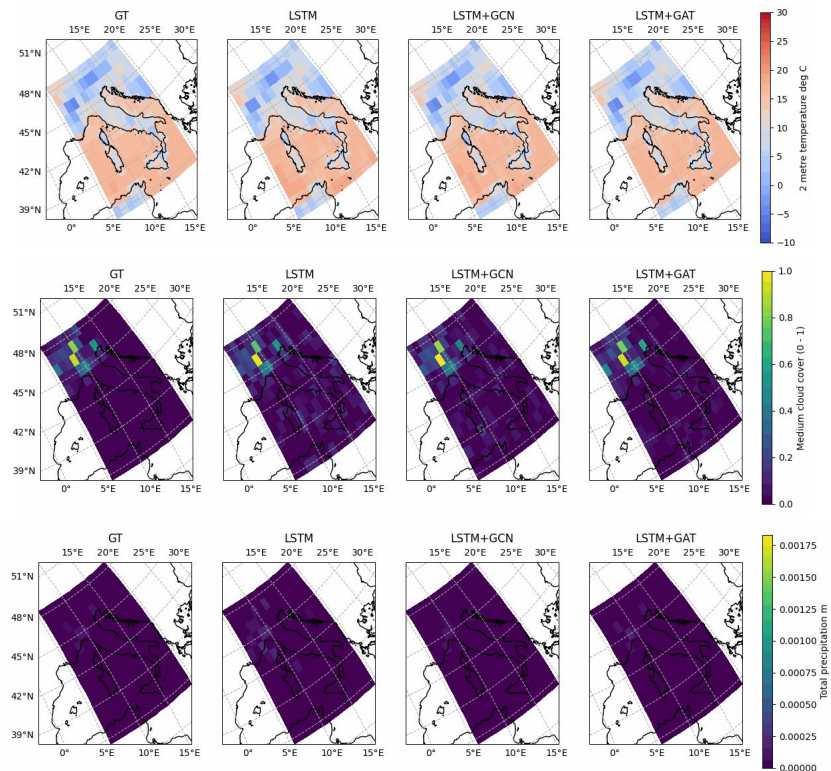 GT LSTM LSTM+GCN LSTM+GAT
15°E 20°E 25°E 30°E 15°E 20°E 25°E 30°E 15°E 20°E 25°E 30°E 15°E 20°E 25°E 30°E
30
51°N
25
20
48°N
15
45°N
10
5
42°N
0
-5
39°N
-10
2 metre temperature deg C
0° 5°E 10°E 15°E 0° 5°E 10°E 15°E 0° 5°E 10°E 15°E 0° 5°E 10°E 15°E
GT LSTM LSTM+GCN LSTM+GAT
15°E 20°E 25°E 30°E 15°E 20°E 25°E 30°E 15°E 20°E 25°E 30°E 15°E 20°E 25°E 30°E
1.0
51°N
0.8
48°N
0.6
45°N
0.4
42°N
0.2
39°N
0.0
Medium cloud cover (0 - 1)
0° 5°E 10°E 15°E 0° 5°E 10°E 15°E 0° 5°E 10°E 15°E 0° 5°E 10°E 15°E
GT LSTM LSTM+GCN LSTM+GAT
15°E 20°E 25°E 30°E 15°E 20°E 25°E 30°E 15°E 20°E 25°E 30°E 15°E 20°E 25°E 30°E
0.00175
51°N
0.00150
48°N
0.00125
0.00100
45°N
0.00075
42°N
0.00050
0.00025
39°N
0.00000
Total precipitation m
0° 5°E 10°E 15°E 0° 5°E 10°E 15°E 0° 5°E 10°E 15°E 0° 5°E 10°E 15°E